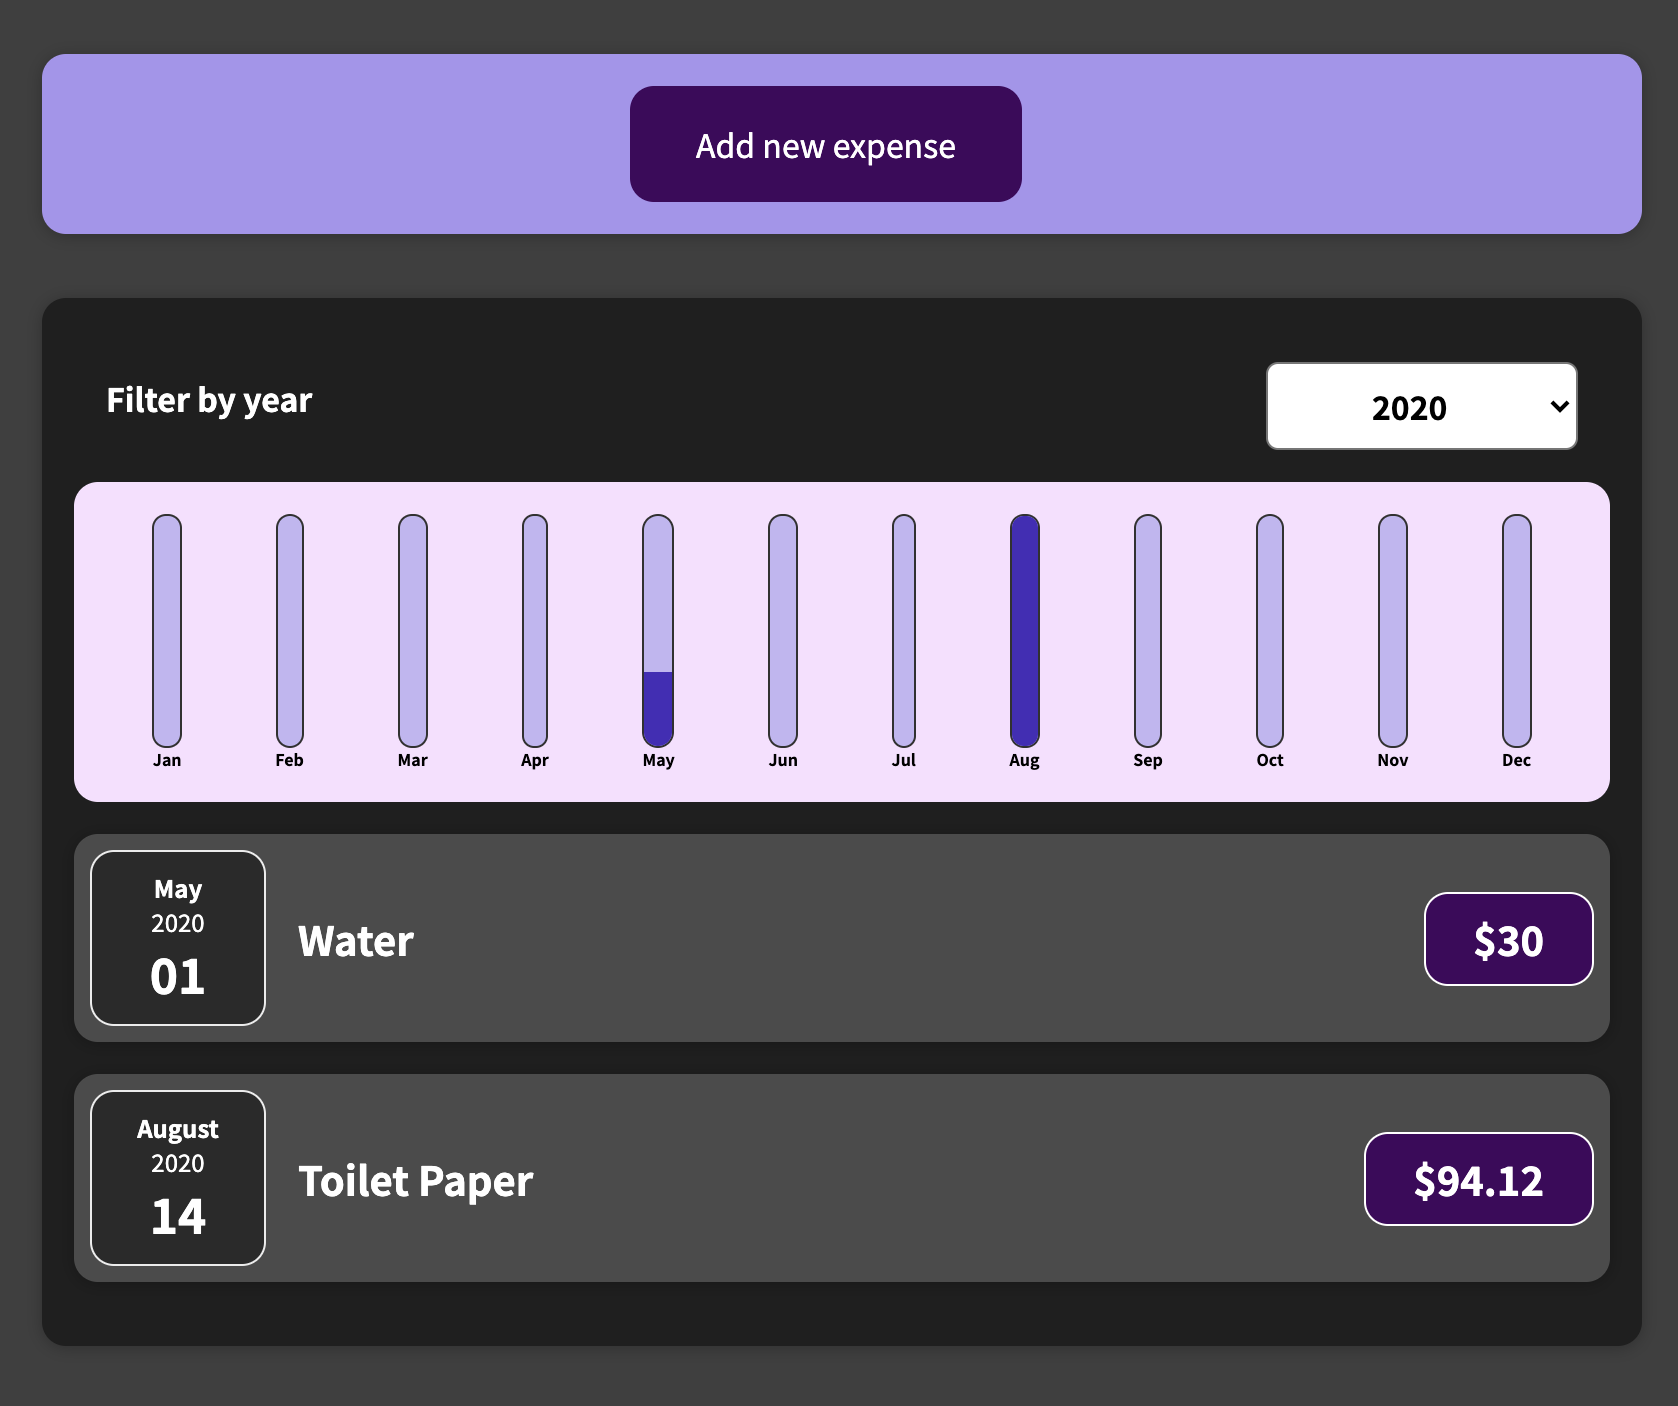 Add new expense
Filter by year
2020
Jan Feb Mar Apr May Jun Jul Aug Sep Oct Nov Dec
May
2020
01
Water
$30
August
2020
14
Toilet Paper
$94.12